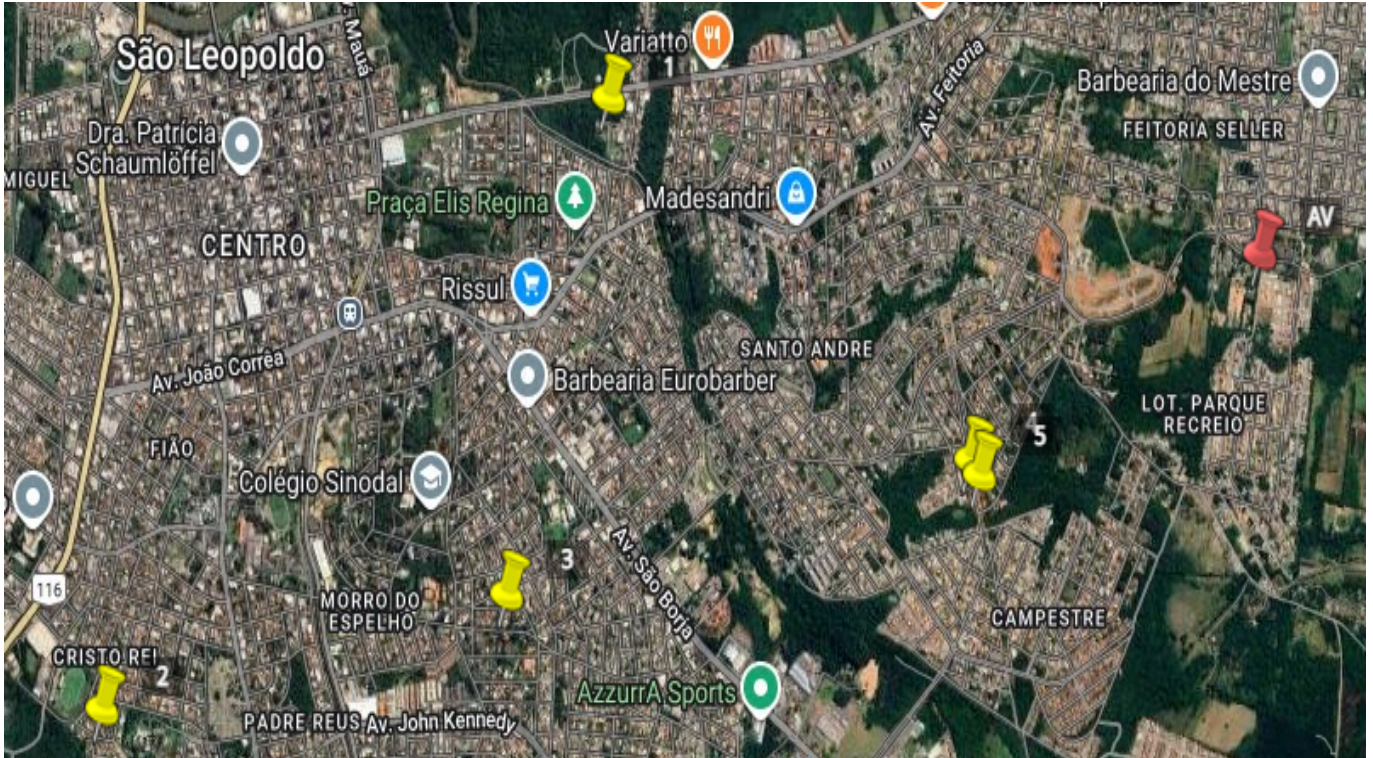 v. Mauá
São Leopoldo
Variatto
1
Av. Feitoria
Barbearia do Mestre
FEITORIA SELLER
Dra. Patrícia
Schaumlöffel
MIGUEL
Praça Elis Regina
Madesandri
AV
CENTRO
Rissul
Av. João Corrêa
SANTO ANDRE
Barbearia Eurobarber
LOT. PARQUE
RECREIO
4
5
FIÃO
Colégio Sinodal
Av. São Borja
3
116
MORRO DO
ESPELHO
CAMPESTRE
CRISTO REI
2
AzzurrA Sports
PADRE REUS
Av. John Kennedy